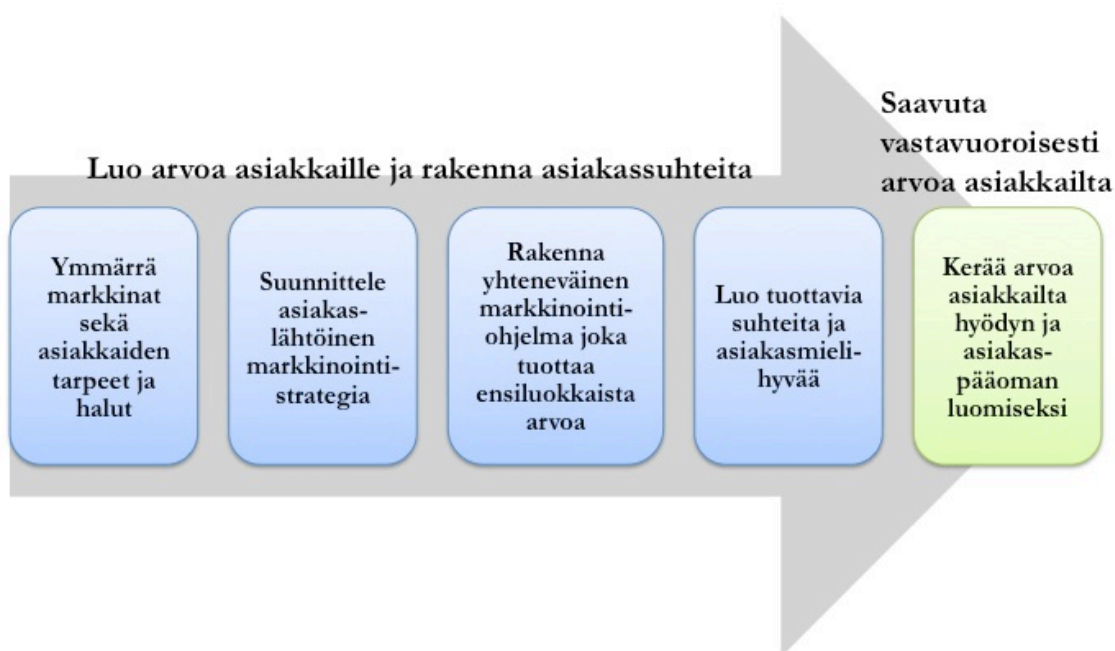 Luo arvoa asiakkaille ja rakenna asiakassuhteita
Saavuta
vastavuoroisesti
arvoa asiakkailta
Ymmärrä
markkinat
sekä
asiakkaiden
tarpeet ja
halut
Suunnittele
asiakas-
lähtöinen
markkinointi-
strategia
Rakenna
yhteneväinen
markkinointi-
ohjelma joka
tuottaa
ensiluokkaista
arvoa
Luo tuottavia
suhteita ja
asiakasmieli-
hyvää
Kerää arvoa
asiakkailta
hyödyn ja
asiakas-
pääoman
luomiseksi